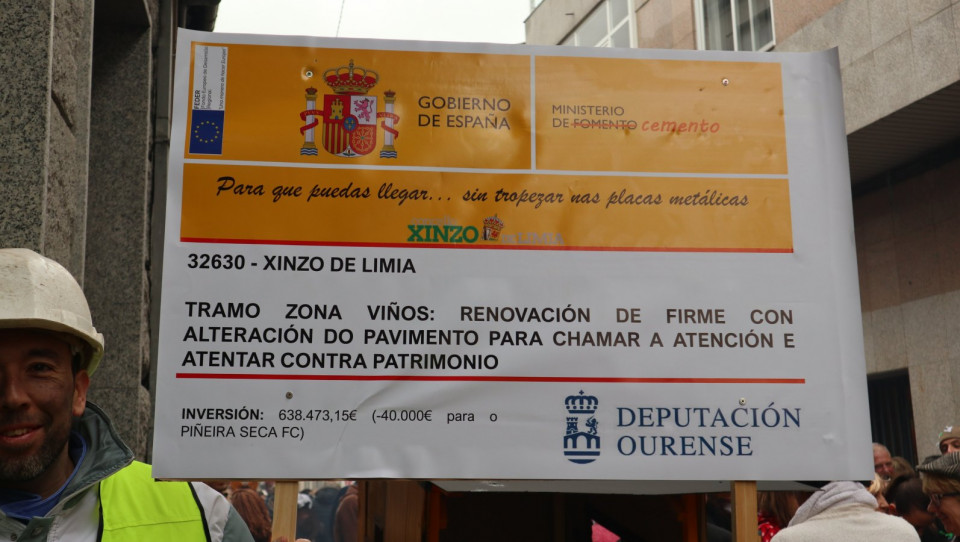 FEDER
GOBIERNO
DE ESPAÑA
MINISTERIO
DE FOMENTO cemento
Para que puedas llegar... sin tropezar nas placas metálicas
XINZO
32630 - XINZO DE LIMIA
TRAMO ZONA VIÑOS: RENOVACIÓN DE FIRME CON
ALTERACIÓN DO PAVIMENTO PARA CHAMAR A ATENCIÓN E
ATENTAR CONTRA PATRIMONIO
INVERSIÓN: 638.473,15€ (-40.000€ para o
PIÑEIRA SECA FC)
DEPUTACIÓN
OURENSE